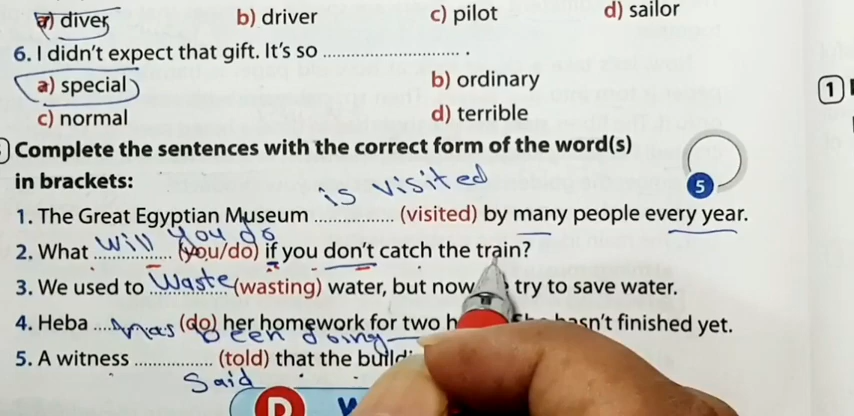 a) diver b) driver c) pilot d) sailor
6. I didn't expect that gift. It's so .......................... .
a) special b) ordinary
c) normal d) terrible
Complete the sentences with the correct form of the word(s)
in brackets:
5
is visited
1. The Great Egyptian Museum .............. (visited) by many people every year.
will you do
2. What .............. (you/do) if you don't catch the train?
3. We used to Waste (wasting) water, but now try to save water.
4. Heba .... has (do) her homework for two hasn't finished yet.
been doing
5. A witness .............. (told) that the
Said
D
1